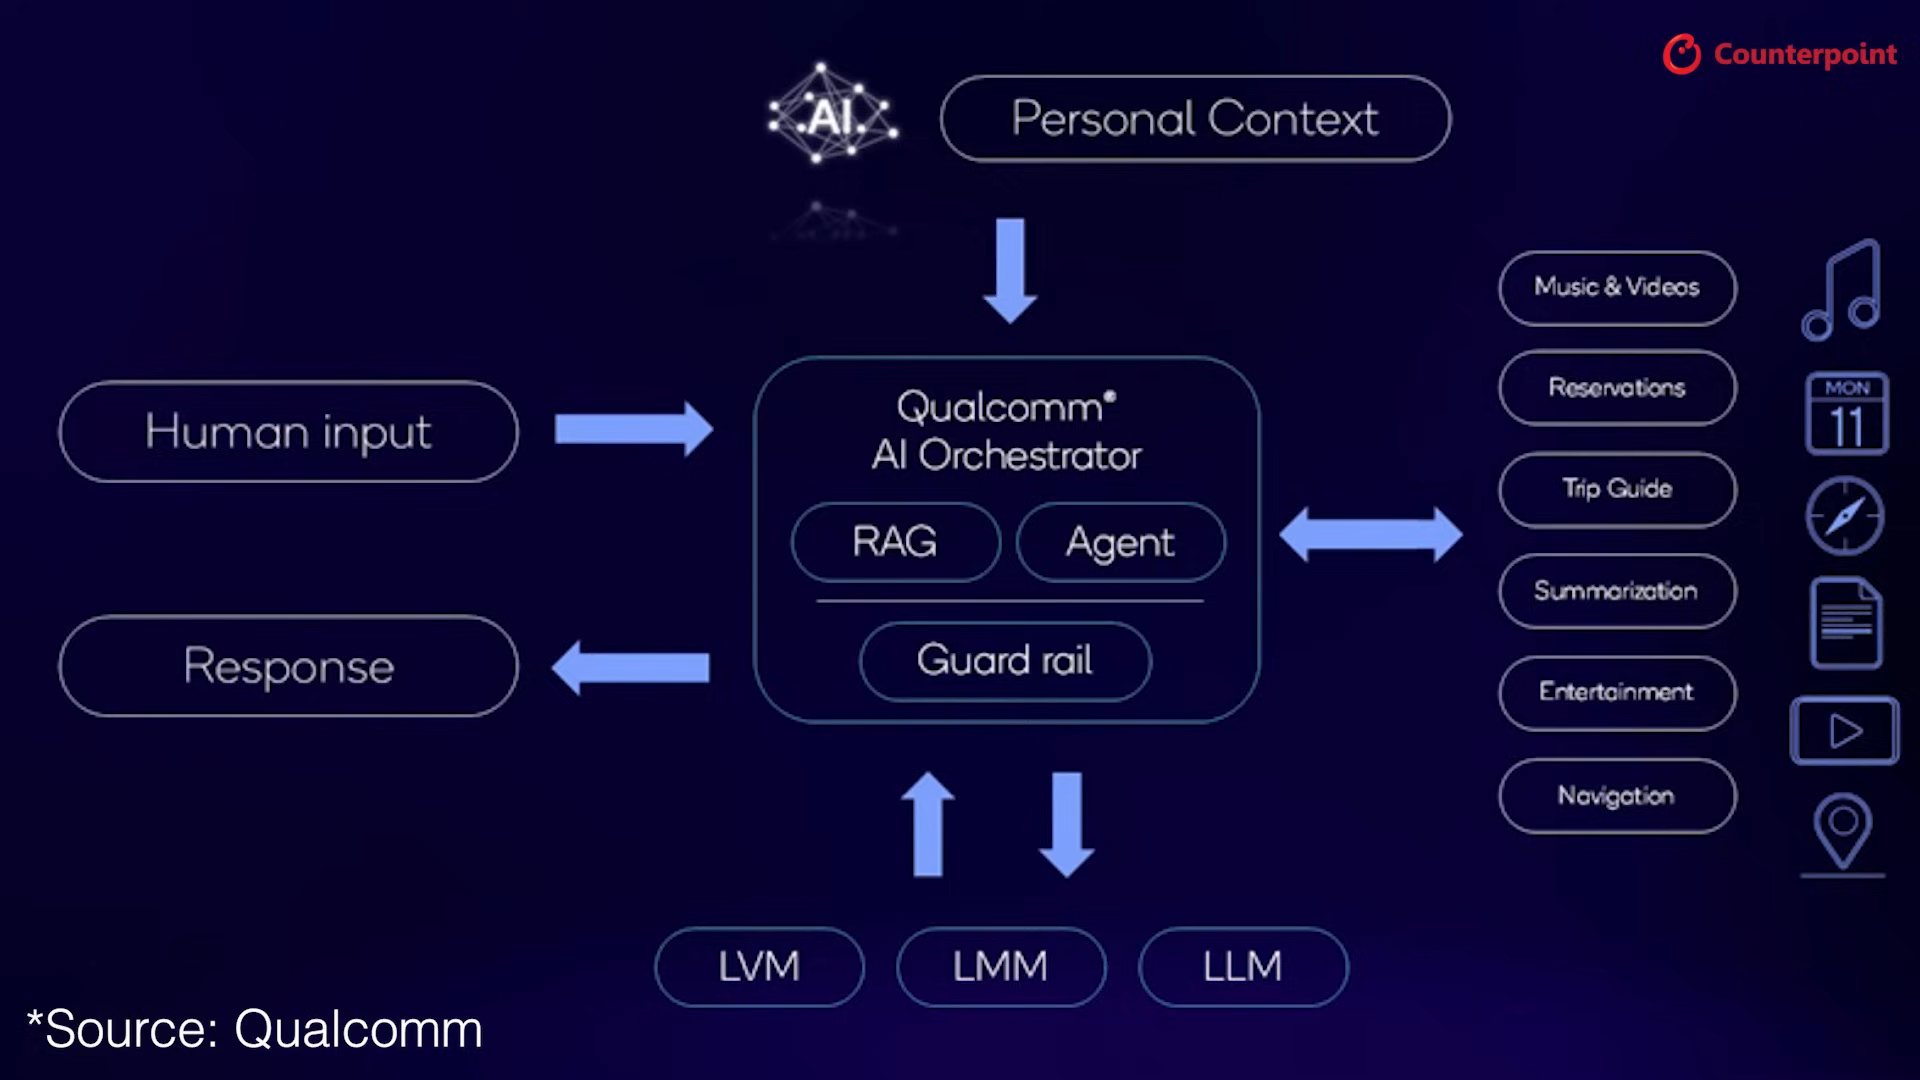 Counterpoint
AI
Personal Context
Human input
Response
Qualcomm®
AI Orchestrator
RAG
Agent
Guard rail
LVM
LMM
LLM
Music & Videos
Reservations
Trip Guide
Summarization
Entertainment
Navigation
MON
11
*Source: Qualcomm